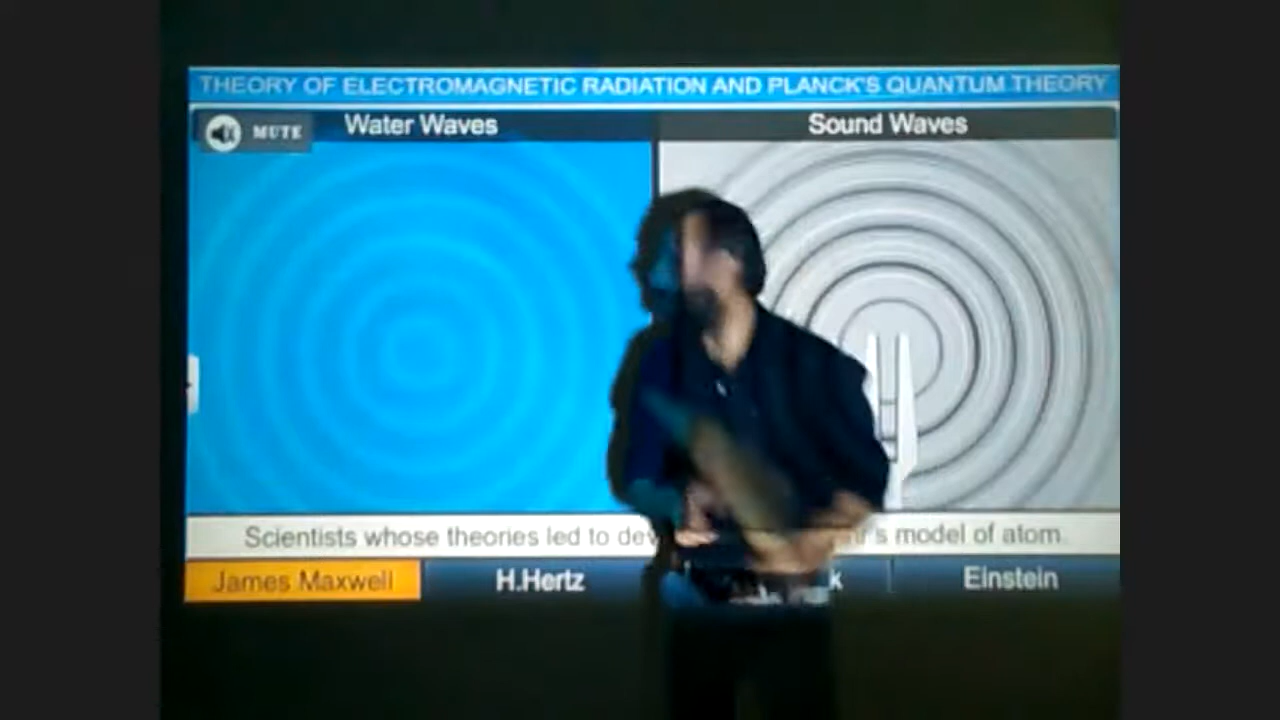 THEORY OF ELECTROMAGNETIC RADIATION AND PLANCK'S QUANTUM THEORY
MUTE Water Waves Sound Waves
Scientists whose theories led to model of atom.
James Maxwell H.Hertz Einstein